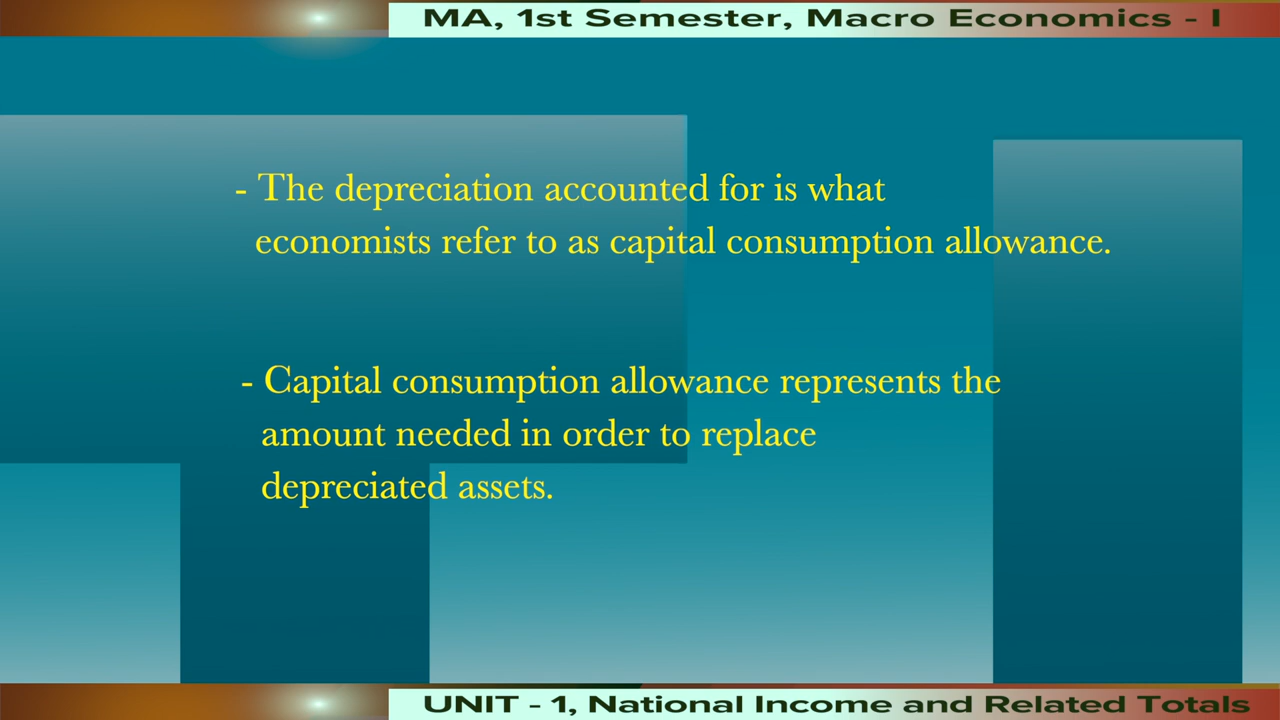 MA, 1st Semester, Macro Economics - I
- The depreciation accounted for is what
economists refer to as capital consumption allowance.
- Capital consumption allowance represents the
amount needed in order to replace
depreciated assets.
UNIT - 1, National Income and Related Totals